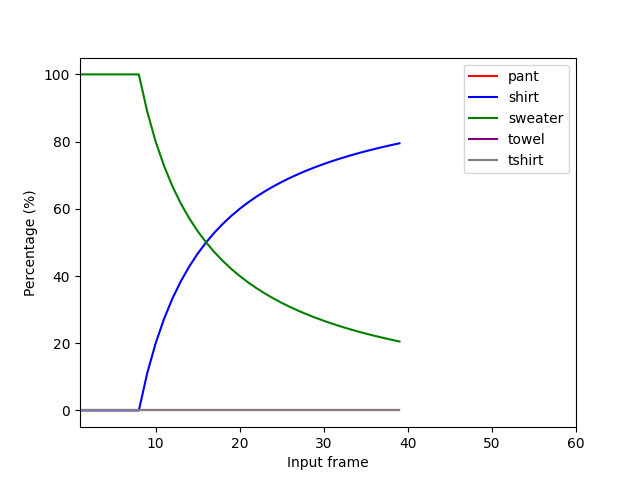 100
80
60
40
20
0
Percentage (%)
pant
shirt
sweater
towel
tshirt
10 20 30 40 50 60
Input frame